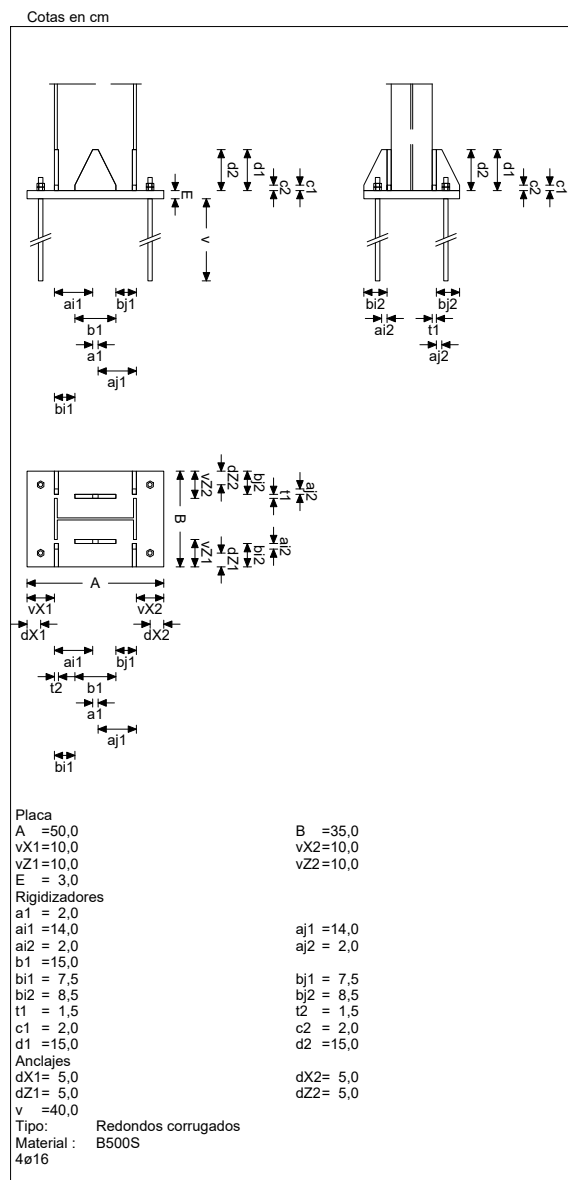 Cotas en cm
d2
d1
c2
c1
E
v
ai1
bj1
b1
a1
aj1
bi1
d2
d1
c2
c1
bi2
bj2
ai2
t1
aj2
vZ2
dZ2
bj2
t1
aj2
B
vZ1
dZ1
bi2
ai2
A
vX1
vX2
dX1
dX2
ai1
bj1
t2
b1
a1
aj1
bi1
Placa
A =50,0 B =35,0
vX1=10,0 vX2=10,0
vZ1=10,0 vZ2=10,0
E = 3,0
Rigidizadores
a1 = 2,0
ai1 =14,0 aj1 =14,0
ai2 = 2,0 aj2 = 2,0
b1 =15,0
bi1 = 7,5 bj1 = 7,5
bi2 = 8,5 bj2 = 8,5
t1 = 1,5 t2 = 1,5
c1 = 2,0 c2 = 2,0
d1 =15,0 d2 =15,0
Anclajes
dX1= 5,0 dX2= 5,0
dZ1= 5,0 dZ2= 5,0
v =40,0
Tipo: Redondos corrugados
Material : B500S
4ø16